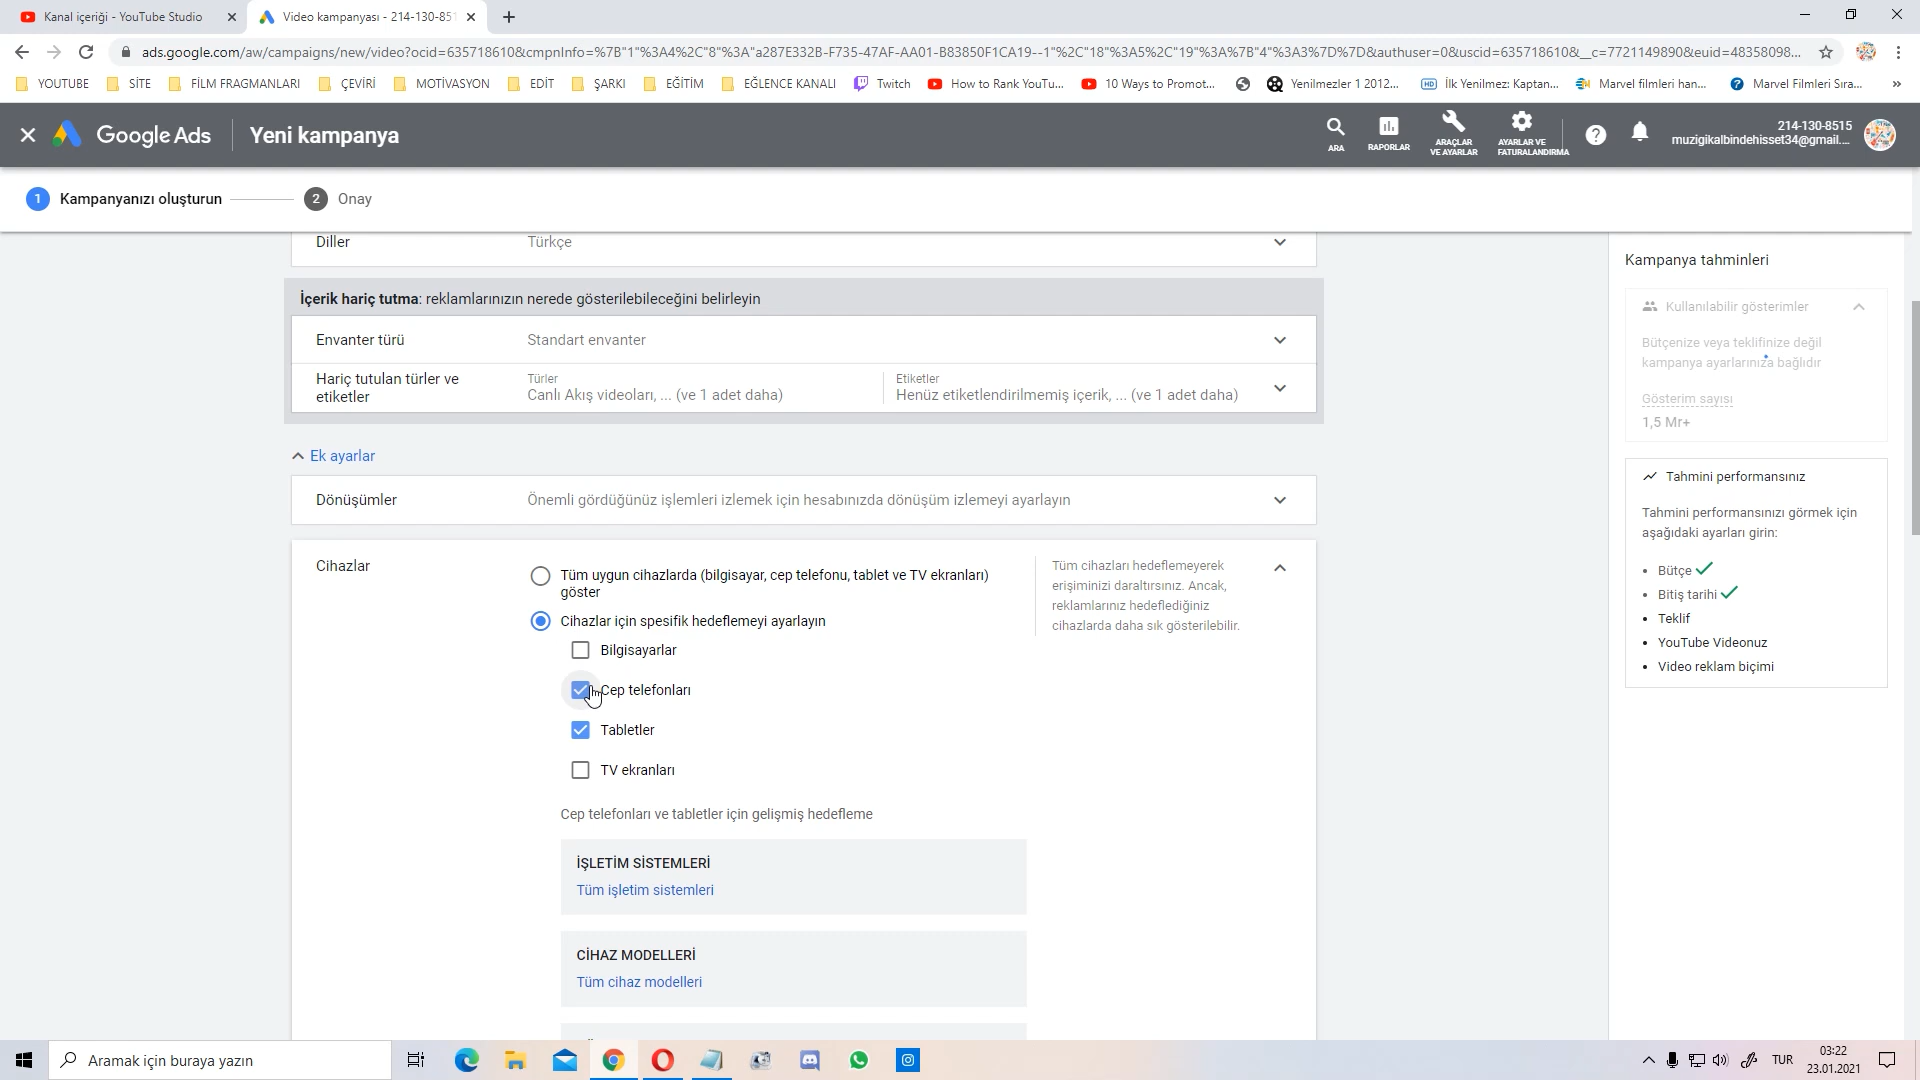 Kanal içeriği - YouTube Studio
Video kampanyası - 214-130-851
ads.google.com/aw/campaigns/new/video?ocid=635718610&cmpnInfo=%7B"1"%3A4%2C"8"%3A"a287E332B-F735-47AF-AA01-B83850F1CA19--1"%2C"18"%3A5%2C"19"%3A%7B"4"%3A3%7D%7D&authuser=0&uscid=635718610&__c=7721149890&euid=48358098...
YOUTUBE
SİTE
FİLM FRAGMANLARI
ÇEVİRİ
MOTİVASYON
EDİT
ŞARKI
EĞİTİM
EĞLENCE KANALI
Twitch
How to Rank YouTu...
10 Ways to Promot...
Yenilmezler 1 2012...
İlk Yenilmez: Kaptan...
Marvel filmleri han...
Marvel Filmleri Sıra...
Google Ads
Yeni kampanya
ARA
RAPORLAR
ARAÇLAR
VE AYARLAR
AYARLAR VE
FATURALANDIRMA
214-130-8515
muzigikalbindehisset34@gmail....
1 Kampanyanızı oluşturun
2 Onay
Diller
Türkçe
İçerik hariç tutma: reklamlarınızın nerede gösterilebileceğini belirleyin
Envanter türü
Standart envanter
Hariç tutulan türler ve
etiketler
Türler
Canlı Akış videoları, ... (ve 1 adet daha)
Etiketler
Henüz etiketlendirilmemiş içerik, ... (ve 1 adet daha)
Ek ayarlar
Dönüşümler
Önemli gördüğünüz işlemleri izlemek için hesabınızda dönüşüm izlemeyi ayarlayın
Cihazlar
Tüm uygun cihazlarda (bilgisayar, cep telefonu, tablet ve TV ekranları)
göster
Cihazlar için spesifik hedeflemeyi ayarlayın
Bilgisayarlar
Cep telefonları
Tabletler
TV ekranları
Cep telefonları ve tabletler için gelişmiş hedefleme
İŞLETİM SİSTEMLERİ
Tüm işletim sistemleri
CİHAZ MODELLERİ
Tüm cihaz modelleri
Tüm cihazları hedeflemeyerek
erişiminizi daraltırsınız. Ancak,
reklamlarınız hedeflediğiniz
cihazlarda daha sık gösterilebilir.
Kampanya tahminleri
Kullanılabilir gösterimler
Bütçenize veya teklifinize değil
kampanya ayarlarınıza bağlıdır
Gösterim sayısı
1,5 Mr+
Tahmini performansınız
Tahmini performansınızı görmek için
aşağıdaki ayarları girin:
Bütçe
Bitiş tarihi
Teklif
YouTube Videonuz
Video reklam biçimi
Aramak için buraya yazın
TUR
03:22
23.01.2021